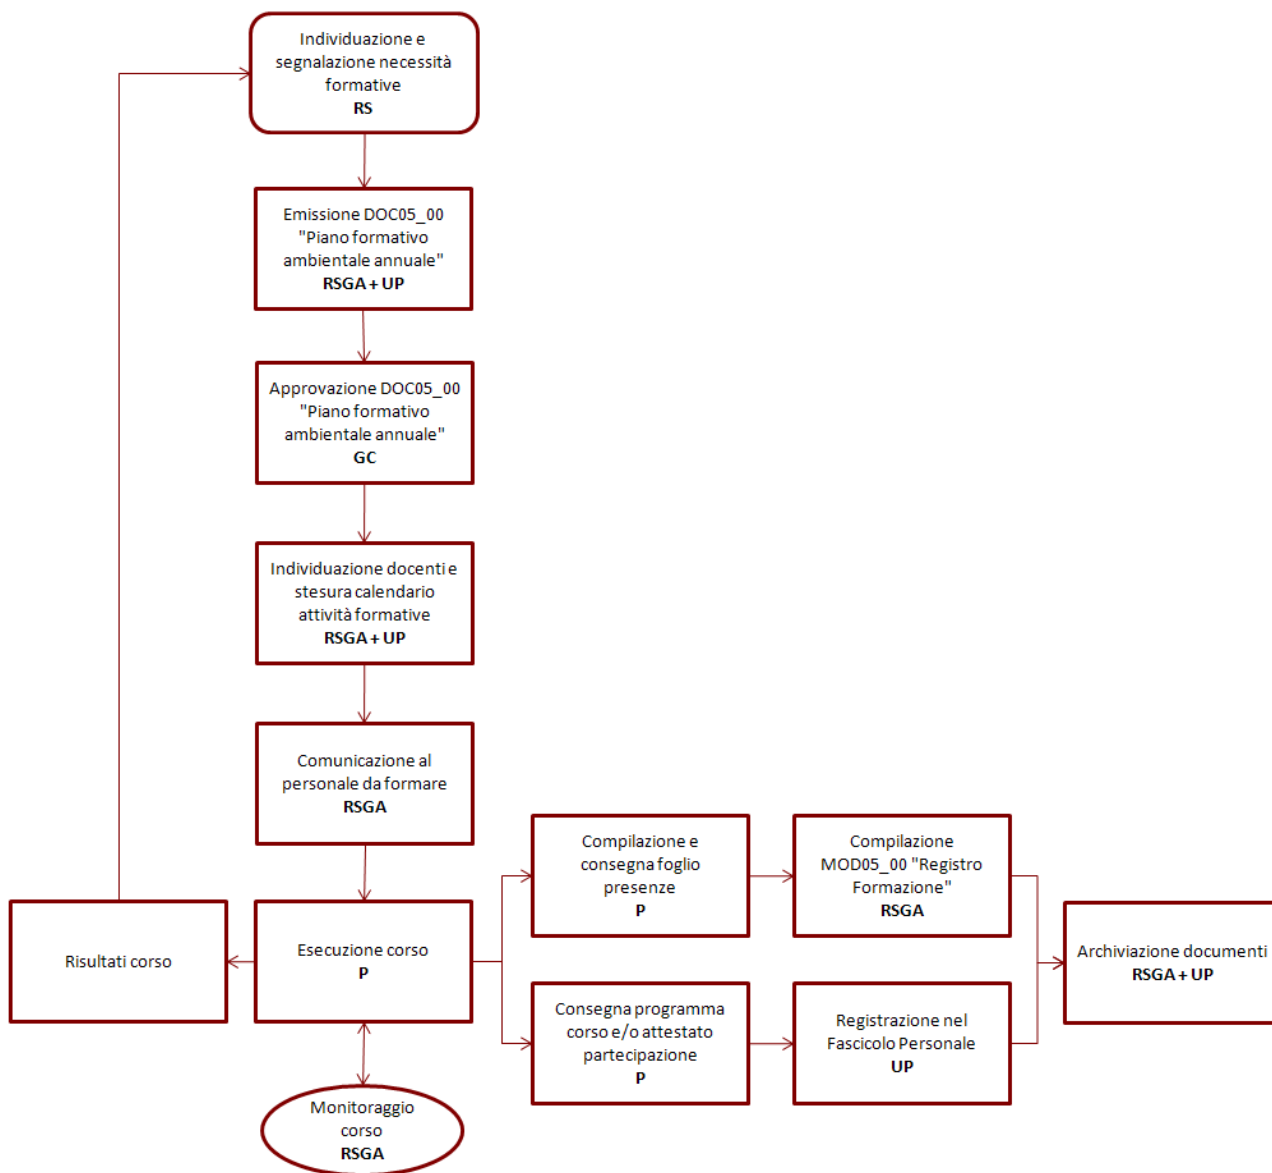 Individuazione e
segnalazione necessità
formative
RS
Emissione DOC05_00
"Piano formativo
ambientale annuale"
RSGA + UP
Approvazione DOC05_00
"Piano formativo
ambientale annuale"
GC
Individuazione docenti e
stesura calendario
attività formative
RSGA + UP
Comunicazione al
personale da formare
RSGA
Compilazione e
consegna foglio
presenze
P
Compilazione
MOD05_00 "Registro
Formazione"
RSGA
Risultati corso
Esecuzione corso
P
Archiviazione documenti
RSGA + UP
Consegna programma
corso e/o attestato
partecipazione
P
Registrazione nel
Fascicolo Personale
UP
Monitoraggio
corso
RSGA